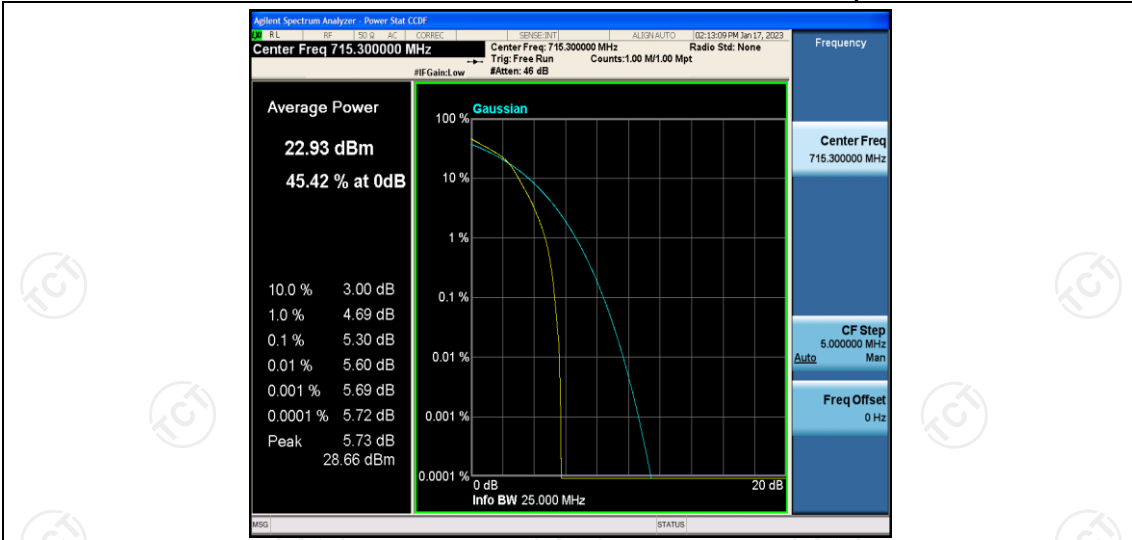 Agilent Spectrum Analyzer - Power Stat CCDF
RL RF 50 Ω AC CORREC SENSE:INT ALIGNAUTO 02:13:09 PM Jan 17, 2023
Center Freq 715.300000 MHz
Center Freq: 715.300000 MHz Radio Std: None
Trig: Free Run Counts:1.00 M/1.00 Mpt
#IFGain:Low #Atten: 46 dB
Frequency
Average Power
22.93 dBm
45.42 % at 0dB
10.0 % 3.00 dB
1.0 % 4.69 dB
0.1 % 5.30 dB
0.01 % 5.60 dB
0.001 % 5.69 dB
0.0001 % 5.72 dB
Peak 5.73 dB
28.66 dBm
Gaussian
100 %
10 %
1 %
0.1 %
0.01 %
0.001 %
0.0001 %
0 dB 20 dB
Info BW 25.000 MHz
Center Freq
715.300000 MHz
CF Step
5.000000 MHz
Auto Man
Freq Offset
0 Hz
MSG STATUS
TCT
TCT
TCT
TCT
TCT
TCT